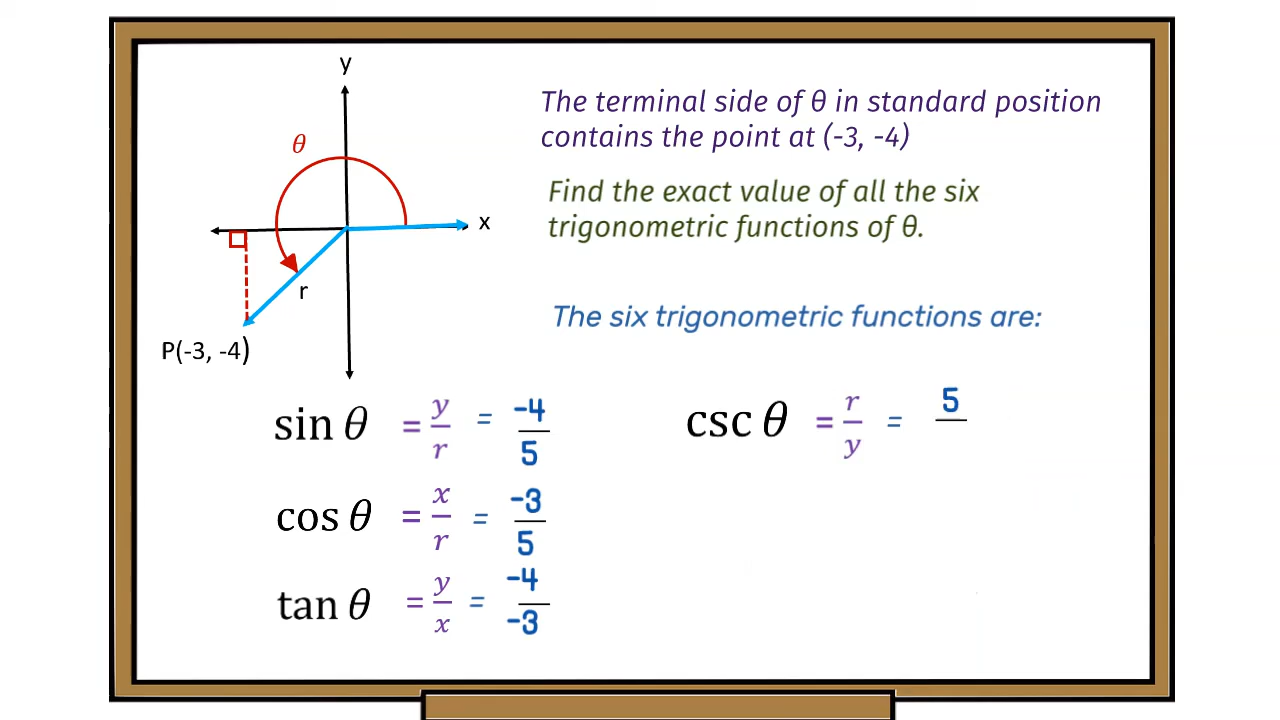 y
θ
x
r
P(-3, -4)
The terminal side of θ in standard position
contains the point at (-3, -4)
Find the exact value of all the six
trigonometric functions of θ.
The six trigonometric functions are:
sin θ = y/r = -4/5
csc θ = r/y = 5/
cos θ = x/r = -3/5
tan θ = y/x = -4/-3